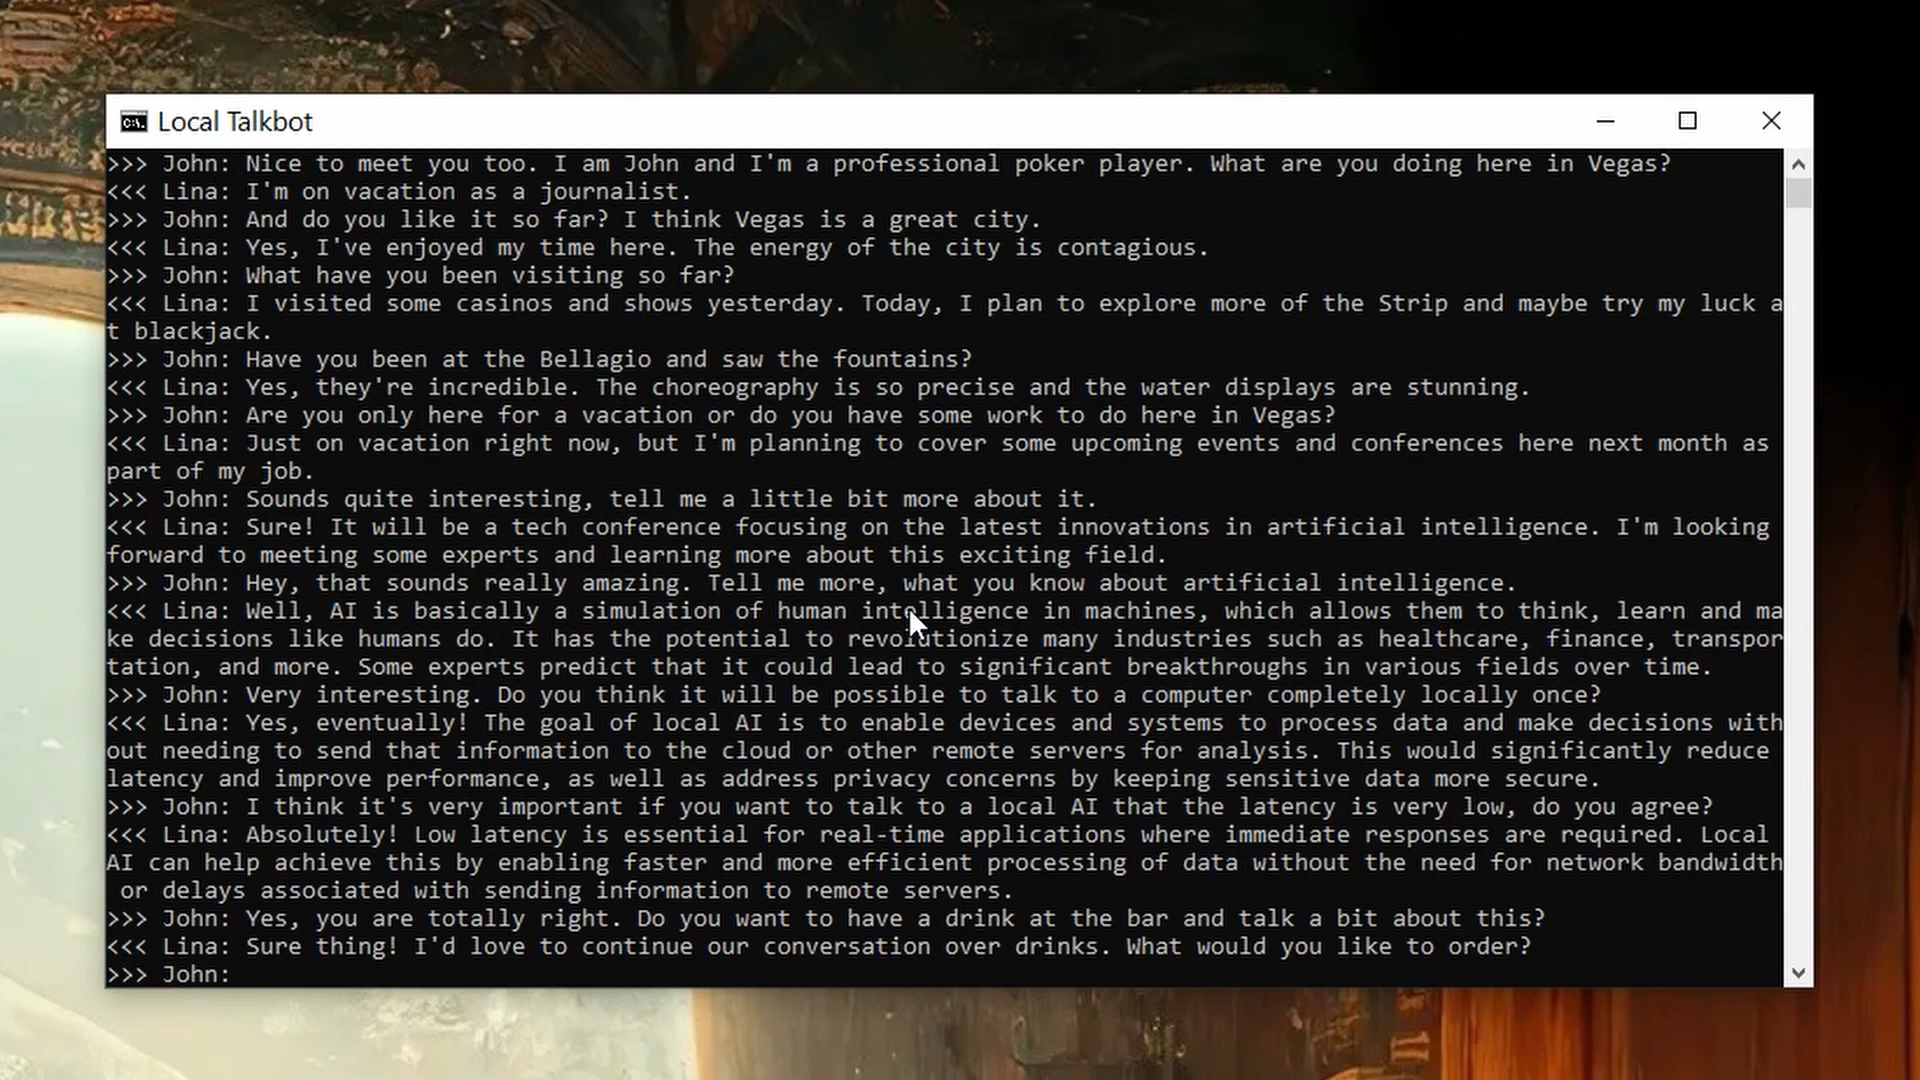 Local Talkbot
>>> John: Nice to meet you too. I am John and I'm a professional poker player. What are you doing here in Vegas?
<<< Lina: I'm on vacation as a journalist.
>>> John: And do you like it so far? I think Vegas is a great city.
<<< Lina: Yes, I've enjoyed my time here. The energy of the city is contagious.
>>> John: What have you been visiting so far?
<<< Lina: I visited some casinos and shows yesterday. Today, I plan to explore more of the Strip and maybe try my luck a
t blackjack.
>>> John: Have you been at the Bellagio and saw the fountains?
<<< Lina: Yes, they're incredible. The choreography is so precise and the water displays are stunning.
>>> John: Are you only here for a vacation or do you have some work to do here in Vegas?
<<< Lina: Just on vacation right now, but I'm planning to cover some upcoming events and conferences here next month as
part of my job.
>>> John: Sounds quite interesting, tell me a little bit more about it.
<<< Lina: Sure! It will be a tech conference focusing on the latest innovations in artificial intelligence. I'm looking
forward to meeting some experts and learning more about this exciting field.
>>> John: Hey, that sounds really amazing. Tell me more, what you know about artificial intelligence.
<<< Lina: Well, AI is basically a simulation of human intelligence in machines, which allows them to think, learn and ma
ke decisions like humans do. It has the potential to revolutionize many industries such as healthcare, finance, transpor
tation, and more. Some experts predict that it could lead to significant breakthroughs in various fields over time.
>>> John: Very interesting. Do you think it will be possible to talk to a computer completely locally once?
<<< Lina: Yes, eventually! The goal of local AI is to enable devices and systems to process data and make decisions with
out needing to send that information to the cloud or other remote servers for analysis. This would significantly reduce
latency and improve performance, as well as address privacy concerns by keeping sensitive data more secure.
>>> John: I think it's very important if you want to talk to a local AI that the latency is very low, do you agree?
<<< Lina: Absolutely! Low latency is essential for real-time applications where immediate responses are required. Local
AI can help achieve this by enabling faster and more efficient processing of data without the need for network bandwidth
 or delays associated with sending information to remote servers.
>>> John: Yes, you are totally right. Do you want to have a drink at the bar and talk a bit about this?
<<< Lina: Sure thing! I'd love to continue our conversation over drinks. What would you like to order?
>>> John: